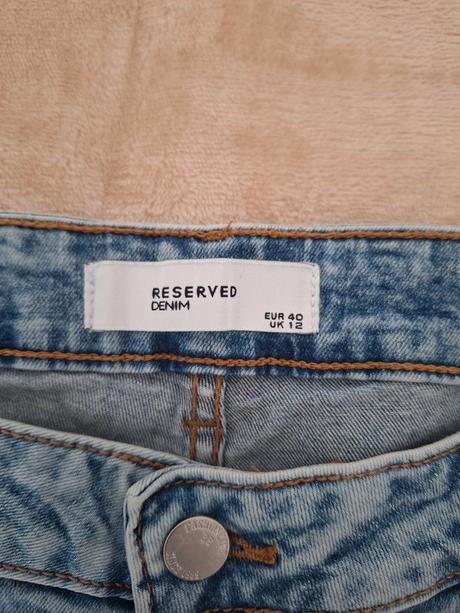 RESERVED
DENIM
EUR 40
UK 12